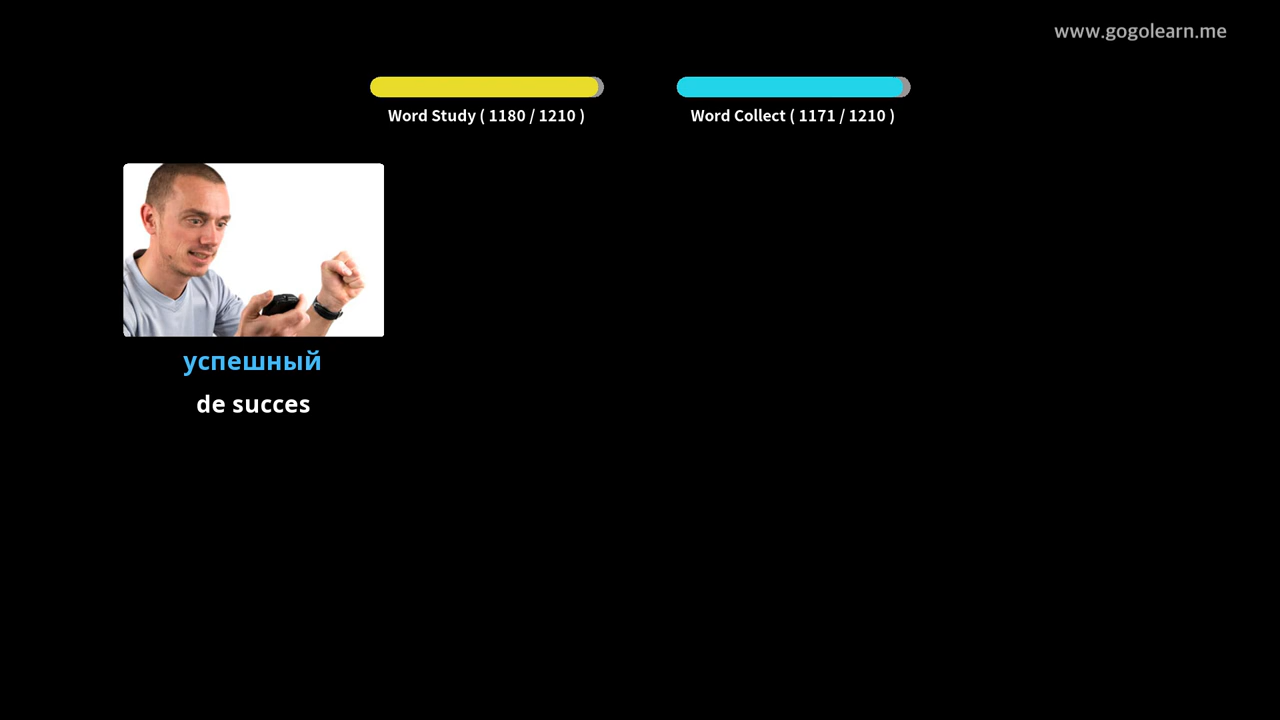 www.gogolearn.me
Word Study ( 1180 / 1210 )
Word Collect ( 1171 / 1210 )
успешный
de succes